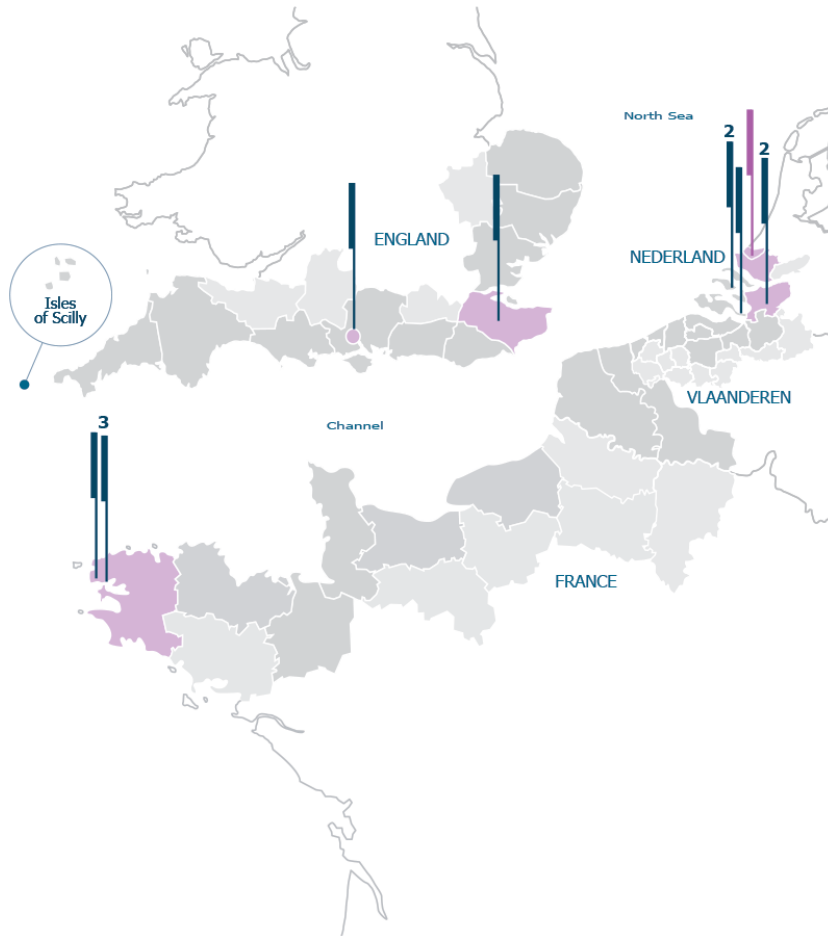 North Sea
2
2
ENGLAND
NEDERLAND
Isles
of Scilly
VLAANDEREN
Channel
3
FRANCE